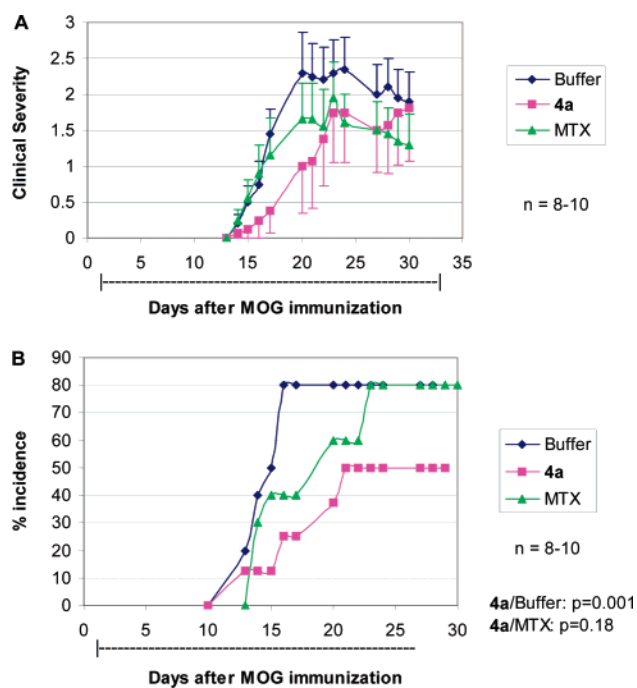 A
Clinical Severity
3
2.5
2
1.5
1
0.5
0
0 5 10 15 20 25 30 35
Days after MOG immunization
Buffer
4a
MTX
n = 8-10
B
% incidence
90
80
70
60
50
40
30
20
10
0
0 5 10 15 20 25 30
Days after MOG immunization
Buffer
4a
MTX
n = 8-10
4a/Buffer: p=0.001
4a/MTX: p=0.18